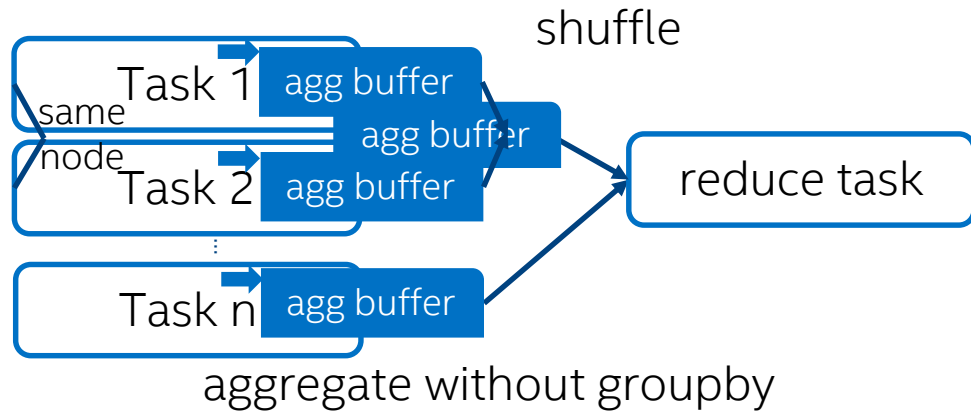 shuffle
Task 1
agg buffer
same
node
agg buffer
Task 2
agg buffer
reduce task
...
Task n
agg buffer
aggregate without groupby